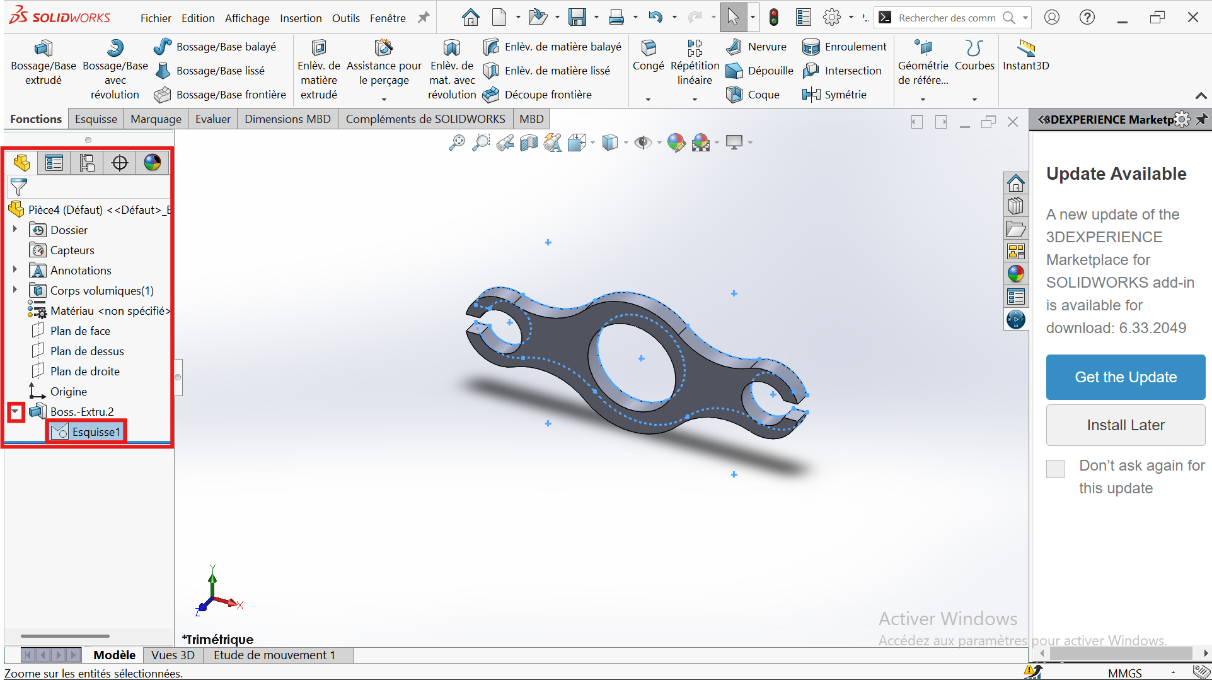 SOLIDWORKS
Fichier Edition Affichage Insertion Outils Fenêtre
Rechercher des comm
Bossage/Base extrudé
Bossage/Base avec révolution
Bossage/Base balayé
Bossage/Base lissé
Bossage/Base frontière
Enlèv. de matière extrudé
Assistance pour le perçage
Enlèv. de mat. avec révolution
Enlèv. de matière balayé
Enlèv. de matière lissé
Découpe frontière
Congé
Répétition linéaire
Nervure
Dépouille
Coque
Enroulement
Intersection
Symétrie
Géométrie de référe...
Courbes
Instant3D
Fonctions Esquisse Marquage Evaluer Dimensions MBD Compléments de SOLIDWORKS MBD
Pièce4 (Défaut) <<Défaut>_E
Dossier
Capteurs
Annotations
Corps volumiques(1)
Matériau <non spécifié>
Plan de face
Plan de dessus
Plan de droite
Origine
Boss.-Extru.2
Esquisse1
Y
X
Z
*Trimétrique
3DEXPERIENCE Marketp
Update Available
A new update of the
3DEXPERIENCE
Marketplace for
SOLIDWORKS add-in
is available for
download: 6.33.2049
Get the Update
Install Later
Don't ask again for
this update
Activer Windows
Accédez aux paramètres pour activer Windows.
Modèle Vues 3D Etude de mouvement 1
Zoome sur les entités sélectionnées.
MMGS